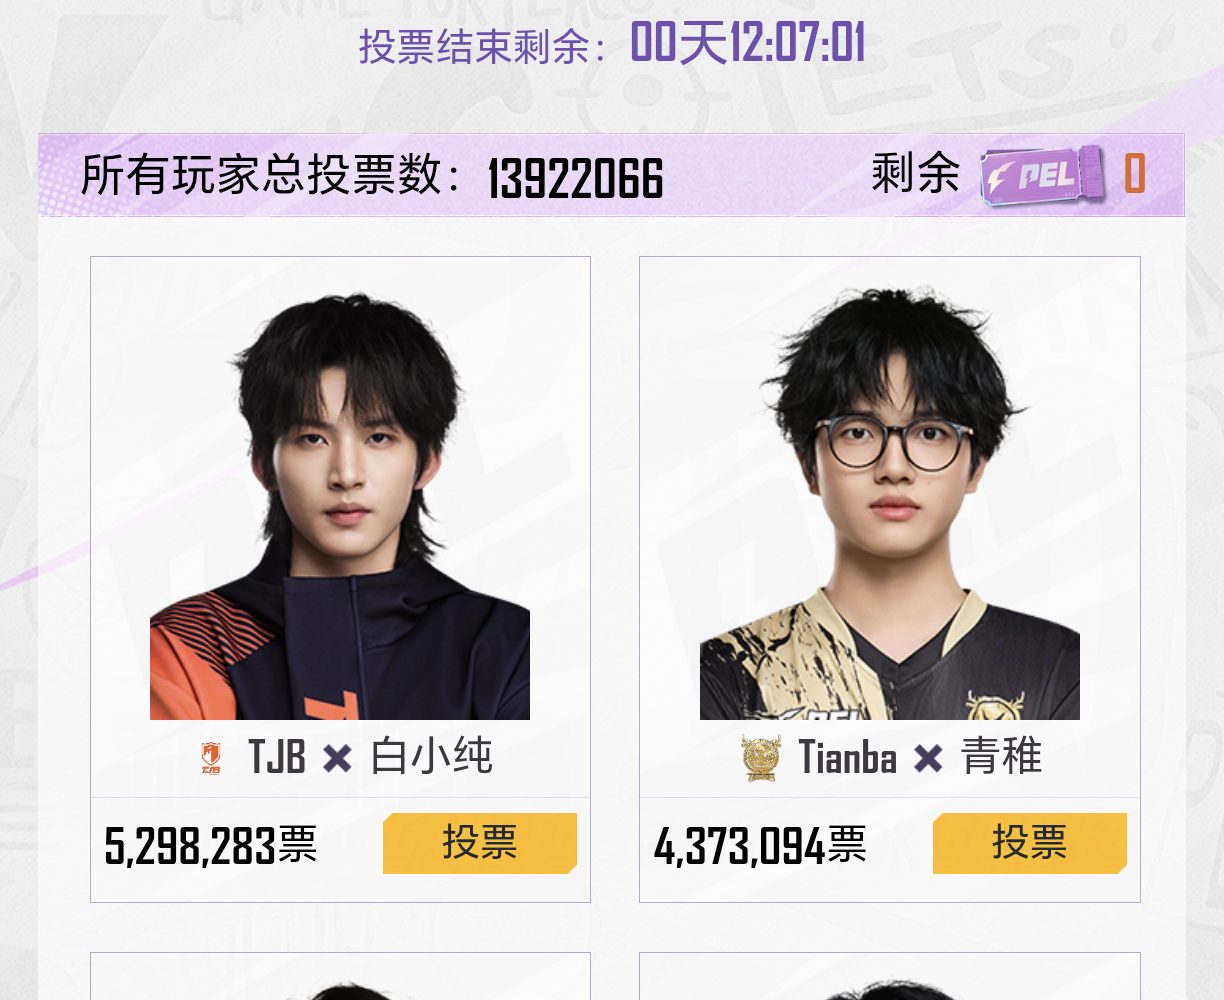 投票结束剩余：00天12:07:01
所有玩家总投票数：13922066
剩余 PEL 0
TJB × 白小纯
Tianba × 青稚
5,298,283票 投票
4,373,094票 投票